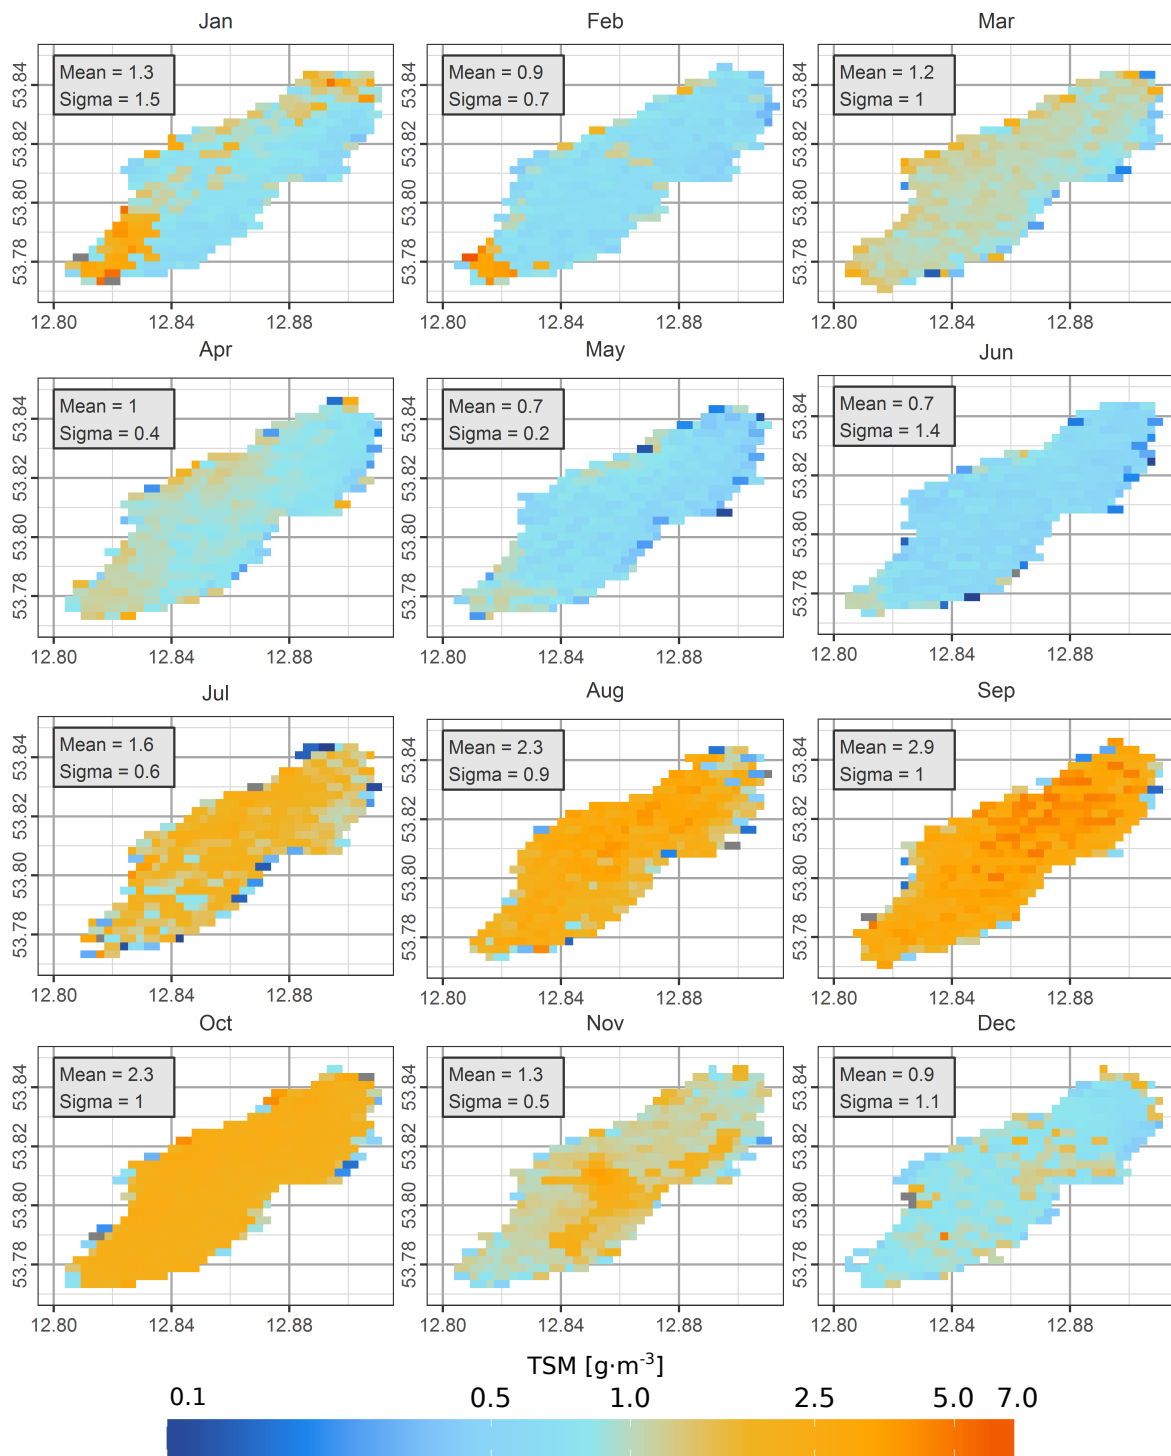 Jan Feb Mar
Mean = 1.3
Sigma = 1.5
Mean = 0.9
Sigma = 0.7
Mean = 1.2
Sigma = 1
53.84 53.82 53.80 53.78
53.84 53.82 53.80 53.78
53.84 53.82 53.80 53.78
12.80 12.84 12.88 12.80 12.84 12.88 12.80 12.84 12.88
Apr May Jun
Mean = 1
Sigma = 0.4
Mean = 0.7
Sigma = 0.2
Mean = 0.7
Sigma = 1.4
53.84 53.82 53.80 53.78
53.84 53.82 53.80 53.78
53.84 53.82 53.80 53.78
12.80 12.84 12.88 12.80 12.84 12.88 12.80 12.84 12.88
Jul Aug Sep
Mean = 1.6
Sigma = 0.6
Mean = 2.3
Sigma = 0.9
Mean = 2.9
Sigma = 1
53.84 53.82 53.80 53.78
53.84 53.82 53.80 53.78
53.84 53.82 53.80 53.78
12.80 12.84 12.88 12.80 12.84 12.88 12.80 12.84 12.88
Oct Nov Dec
Mean = 2.3
Sigma = 1
Mean = 1.3
Sigma = 0.5
Mean = 0.9
Sigma = 1.1
53.84 53.82 53.80 53.78
53.84 53.82 53.80 53.78
53.84 53.82 53.80 53.78
12.80 12.84 12.88 12.80 12.84 12.88 12.80 12.84 12.88
TSM [g·m⁻³]
0.1 0.5 1.0 2.5 5.0 7.0